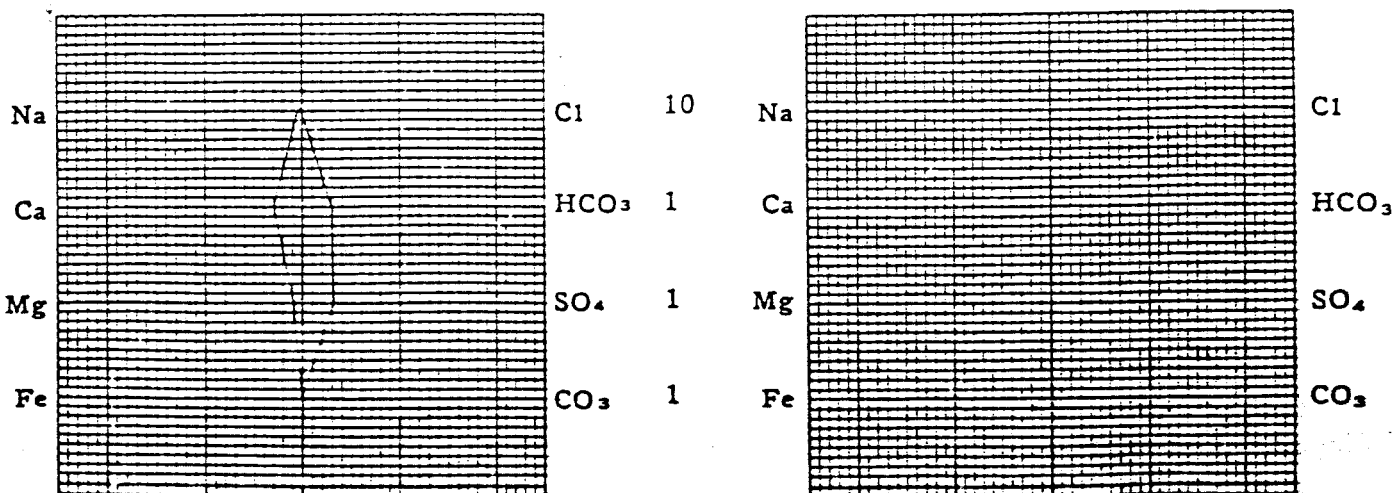 Na Cl 10 Na Cl
Ca HCO₃ 1 Ca HCO₃
Mg SO₄ 1 Mg SO₄
Fe CO₃ 1 Fe CO₃